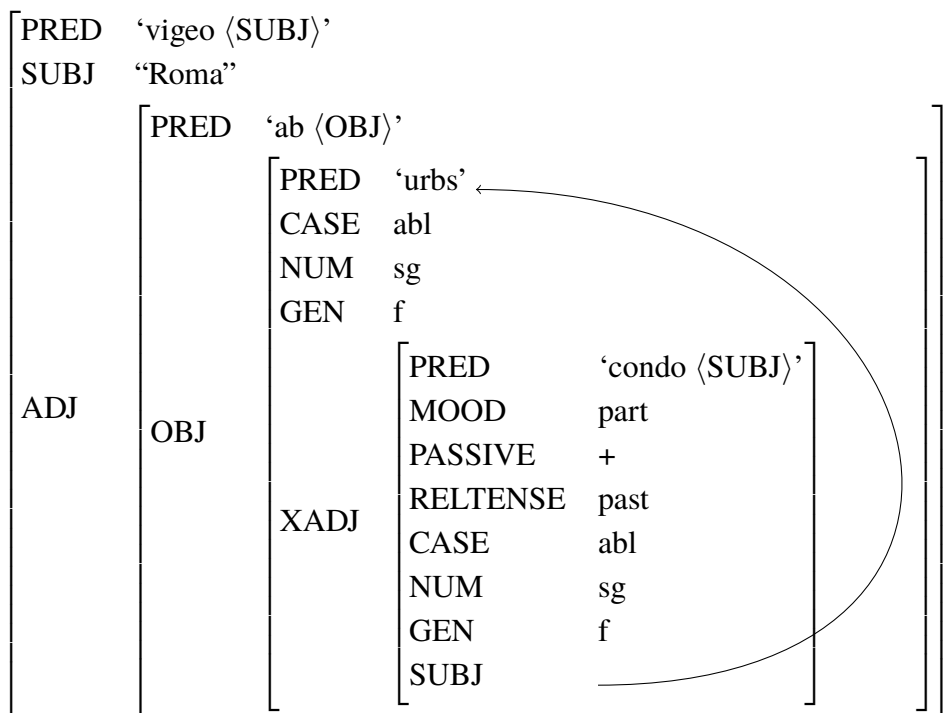 PRED ‘vigeo ⟨SUBJ⟩’
SUBJ “Roma”
PRED ‘ab ⟨OBJ⟩’
PRED ‘urbs’
CASE abl
NUM sg
GEN f
PRED ‘condo ⟨SUBJ⟩’
ADJ
MOOD part
OBJ
PASSIVE +
RELTENSE past
XADJ
CASE abl
NUM sg
GEN f
SUBJ